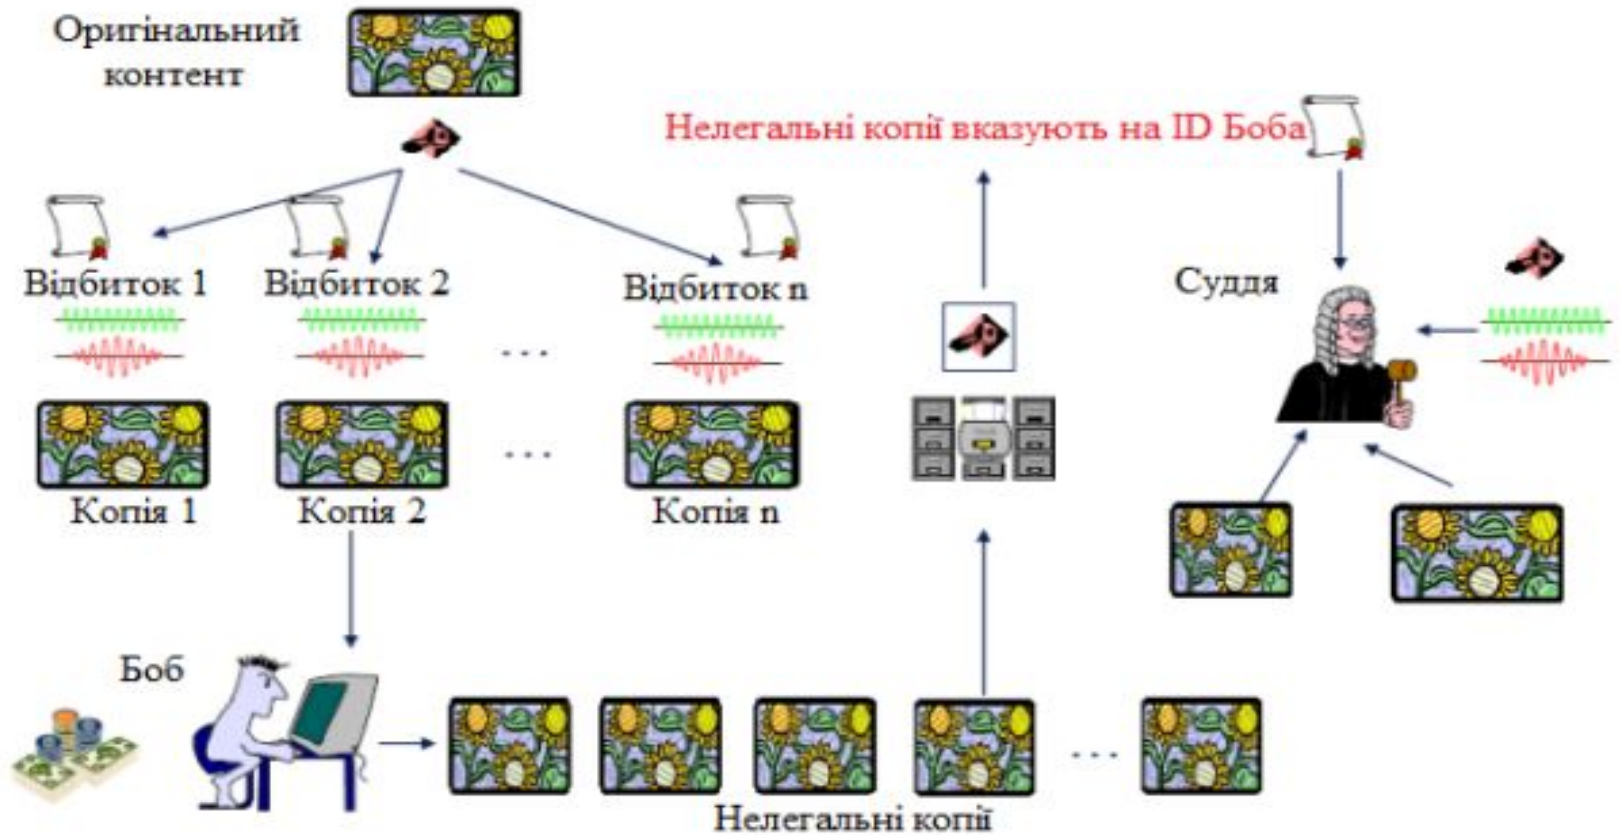 Оригінальний
контент
Нелегальні копії вказують на ID Боба
Відбиток 1
Відбиток 2
Відбиток n
Суддя
...
...
Копія 1
Копія 2
Копія n
Боб
...
Нелегальні копії